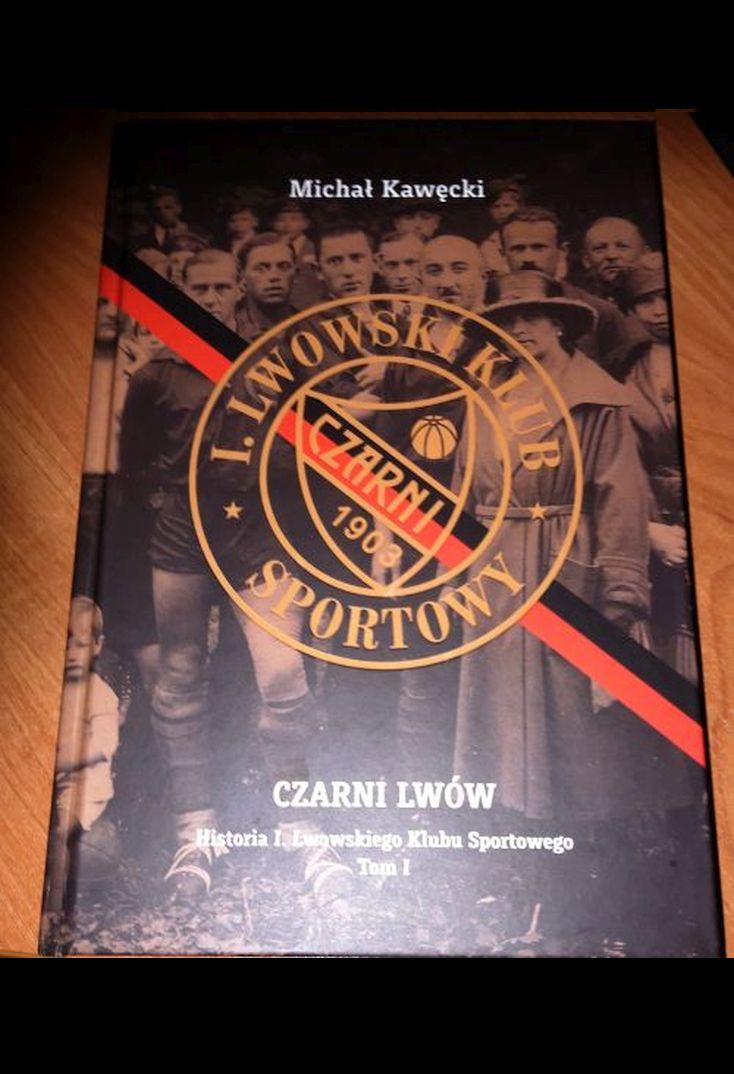 Michał Kawęcki
I. LWOWSKI KLUB
CZARNI
1903
SPORTOWY
CZARNI LWÓW
Historia I. Lwowskiego Klubu Sportowego
Tom I